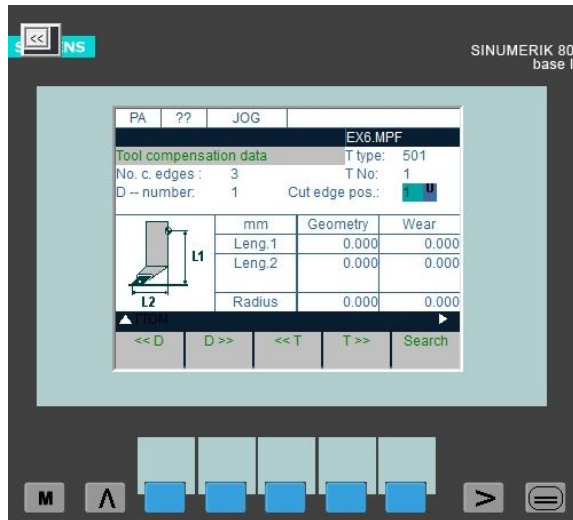 <<
S NS
SINUMERIK 80
base l
PA ?? JOG
EX6.MPF
Tool compensation data T type: 501
No. c. edges : 3 T No: 1
D -- number: 1 Cut edge pos.: 1 U
mm Geometry Wear
Leng.1 0.000 0.000
L1
Leng.2 0.000 0.000
L2 Radius 0.000 0.000
<< D D >> << T T >> Search
M Λ >